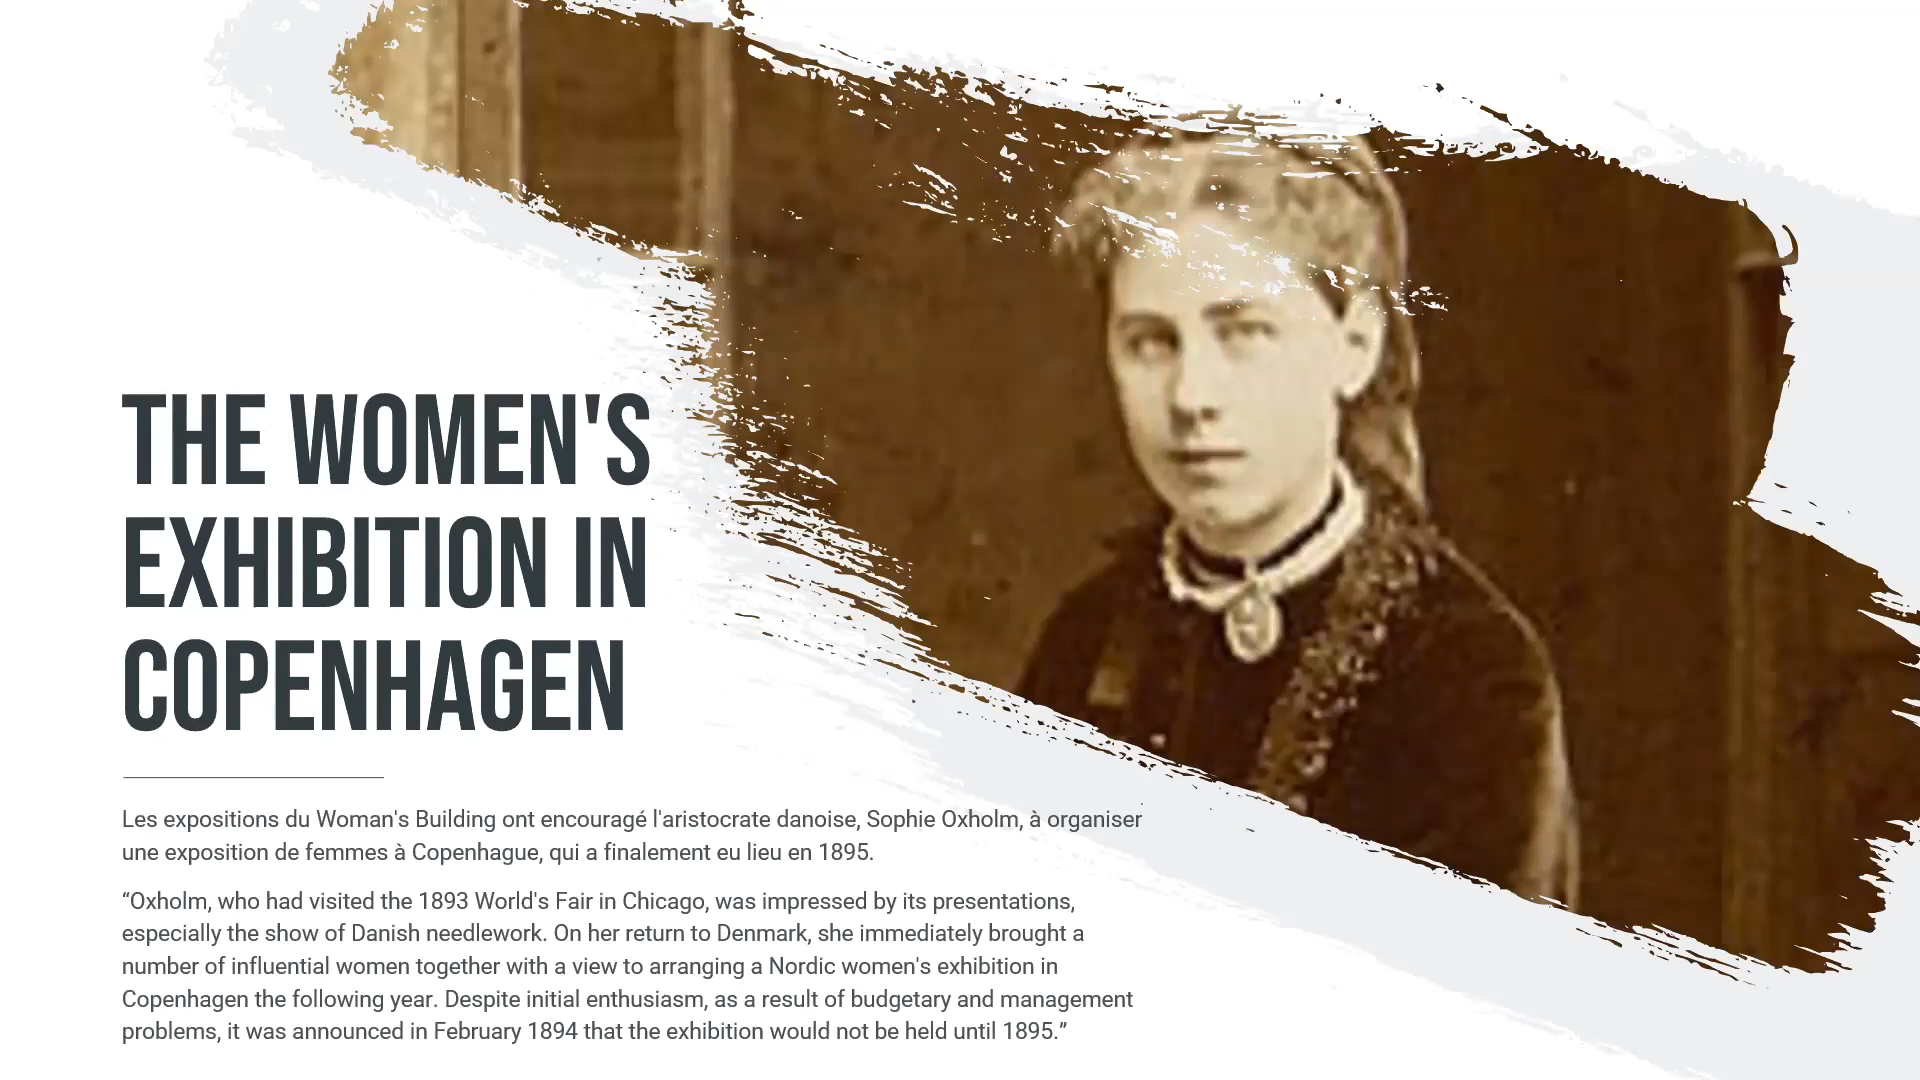 THE WOMEN'S
EXHIBITION IN
COPENHAGEN
Les expositions du Woman's Building ont encouragé l'aristocrate danoise, Sophie Oxholm, à organiser
une exposition de femmes à Copenhague, qui a finalement eu lieu en 1895.
“Oxholm, who had visited the 1893 World's Fair in Chicago, was impressed by its presentations,
especially the show of Danish needlework. On her return to Denmark, she immediately brought a
number of influential women together with a view to arranging a Nordic women's exhibition in
Copenhagen the following year. Despite initial enthusiasm, as a result of budgetary and management
problems, it was announced in February 1894 that the exhibition would not be held until 1895.”